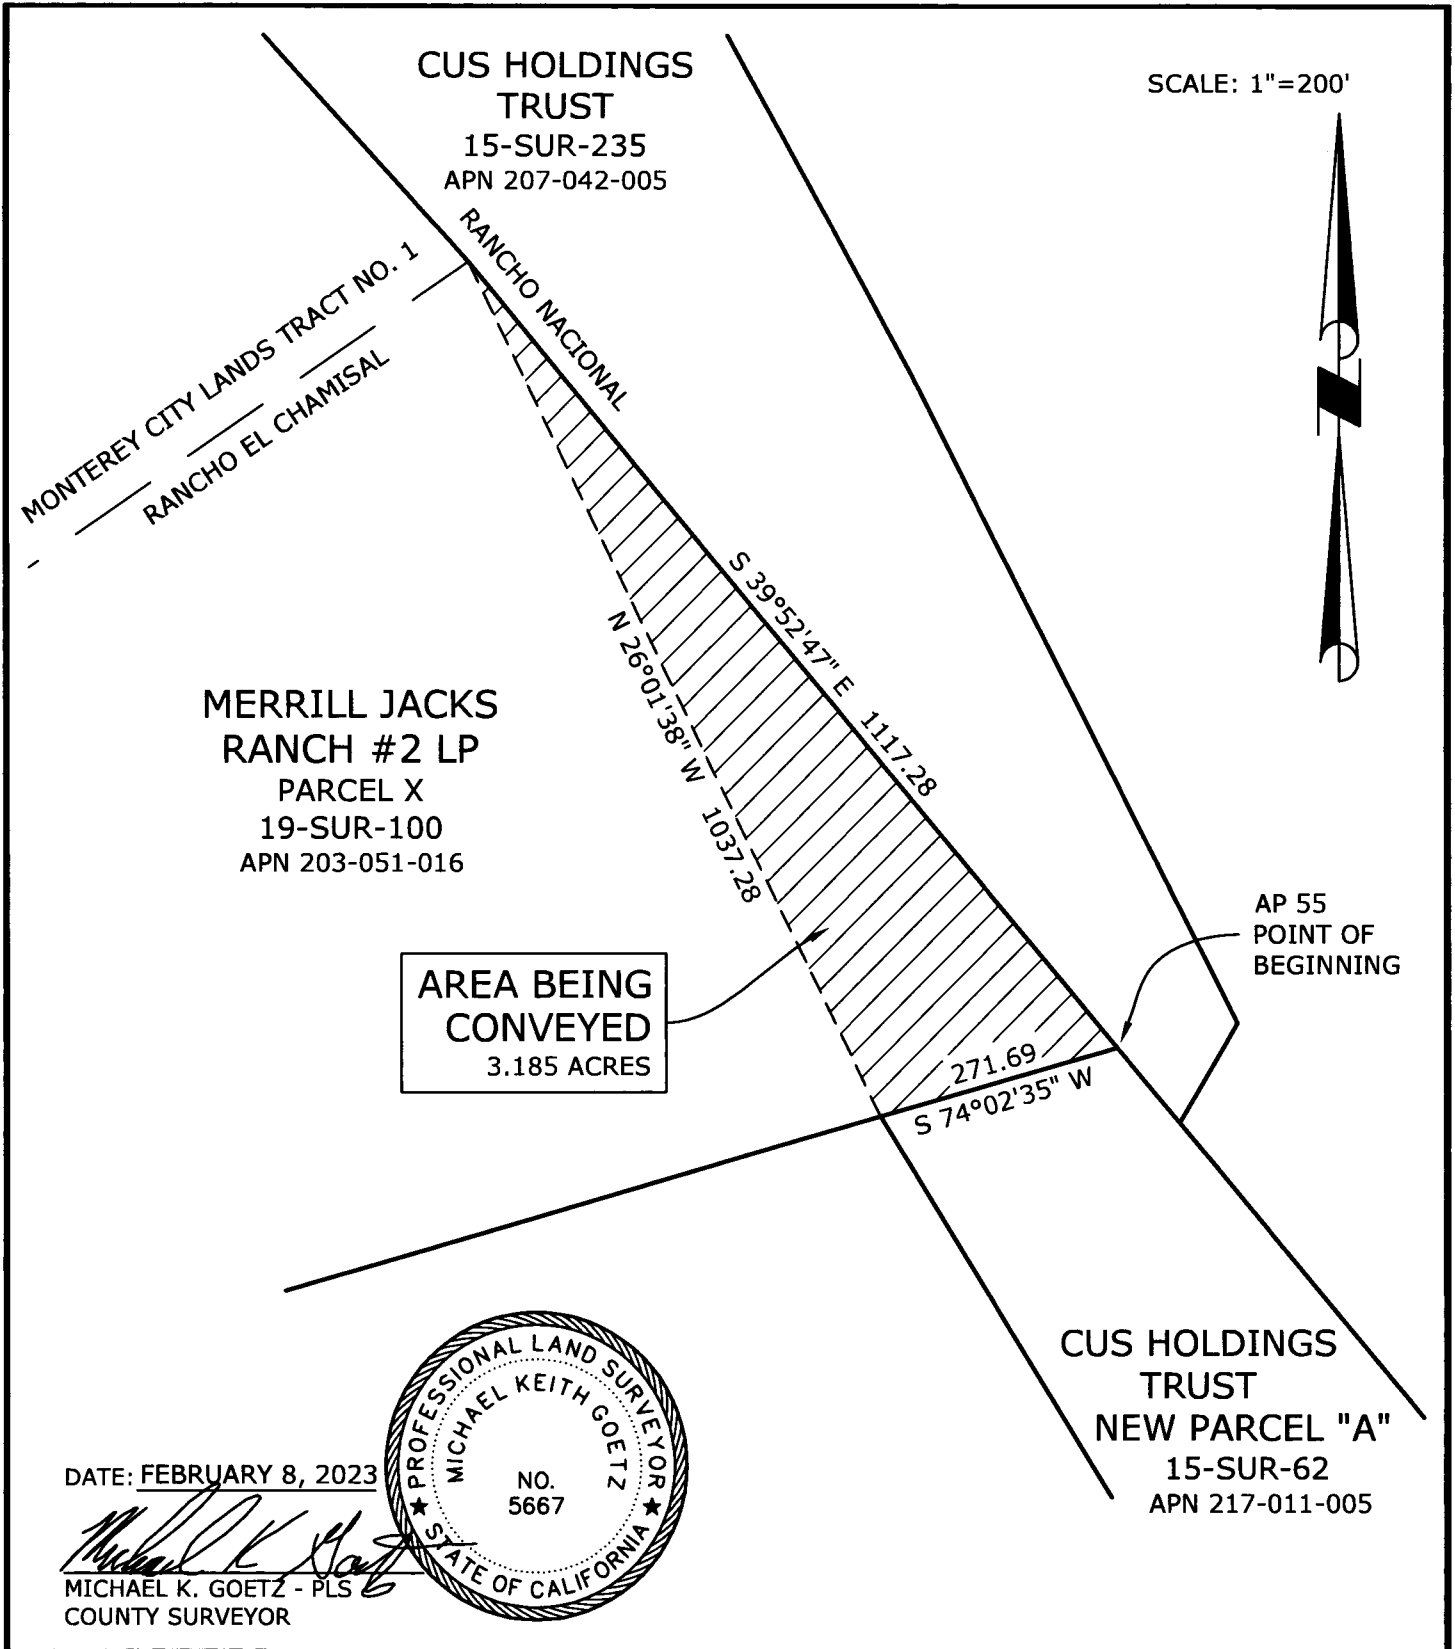 CUS HOLDINGS
TRUST
15-SUR-235
APN 207-042-005
SCALE: 1"=200'
MONTEREY CITY LANDS TRACT NO. 1
RANCHO EL CHAMISAL
RANCHO NACIONAL
S 39°52'47" E 1117.28
N 26°01'38" W 1037.28
MERRILL JACKS
RANCH #2 LP
PARCEL X
19-SUR-100
APN 203-051-016
AP 55
POINT OF
BEGINNING
AREA BEING
CONVEYED
3.185 ACRES
271.69
S 74°02'35" W
CUS HOLDINGS
TRUST
NEW PARCEL "A"
15-SUR-62
APN 217-011-005
PROFESSIONAL LAND SURVEYOR
MICHAEL KEITH GOETZ
NO.
5667
STATE OF CALIFORNIA
DATE: FEBRUARY 8, 2023
Michael K Goetz
MICHAEL K. GOETZ - PLS
COUNTY SURVEYOR